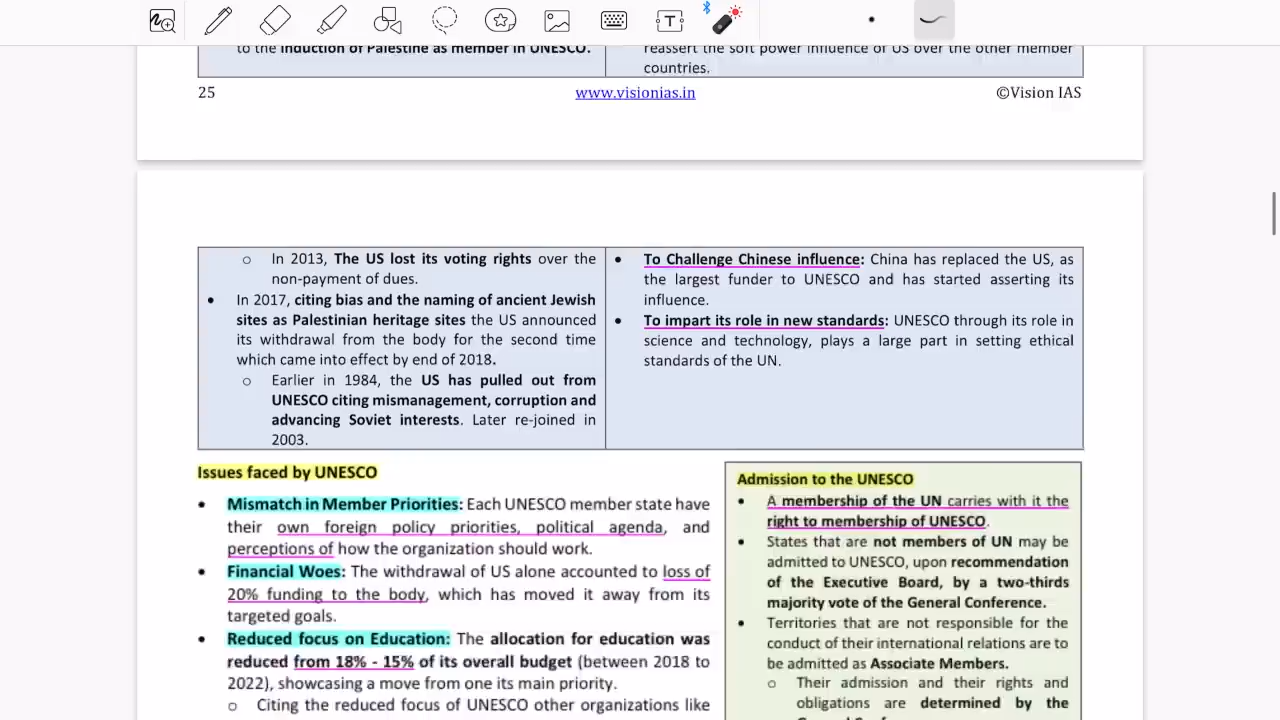 to the induction of Palestine as member in UNESCO.
reassert the soft power influence of US over the other member
countries.
25
www.visionias.in
©Vision IAS
o In 2013, The US lost its voting rights over the
non-payment of dues.
• In 2017, citing bias and the naming of ancient Jewish
sites as Palestinian heritage sites the US announced
its withdrawal from the body for the second time
which came into effect by end of 2018.
o Earlier in 1984, the US has pulled out from
UNESCO citing mismanagement, corruption and
advancing Soviet interests. Later re-joined in
2003.
• To Challenge Chinese influence: China has replaced the US, as
the largest funder to UNESCO and has started asserting its
influence.
• To impart its role in new standards: UNESCO through its role in
science and technology, plays a large part in setting ethical
standards of the UN.
Issues faced by UNESCO
• Mismatch in Member Priorities: Each UNESCO member state have
their own foreign policy priorities, political agenda, and
perceptions of how the organization should work.
• Financial Woes: The withdrawal of US alone accounted to loss of
20% funding to the body, which has moved it away from its
targeted goals.
• Reduced focus on Education: The allocation for education was
reduced from 18% - 15% of its overall budget (between 2018 to
2022), showcasing a move from one its main priority.
o Citing the reduced focus of UNESCO other organizations like
Admission to the UNESCO
• A membership of the UN carries with it the
right to membership of UNESCO.
• States that are not members of UN may be
admitted to UNESCO, upon recommendation
of the Executive Board, by a two-thirds
majority vote of the General Conference.
• Territories that are not responsible for the
conduct of their international relations are to
be admitted as Associate Members.
o Their admission and their rights and
obligations are determined by the